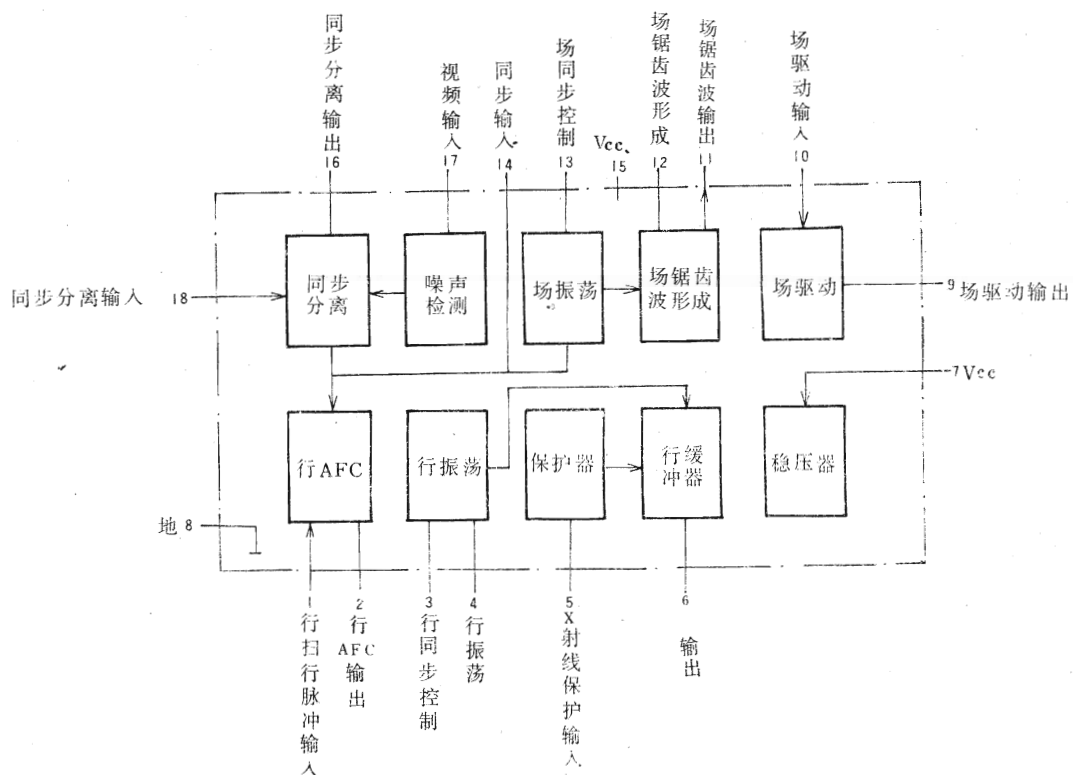 同步分离输出
16
视频输入
17
同步输入
14
场同步控制
13
Vcc
15
场锯齿波形成
12
场锯齿波输出
11
场驱动输入
10
同步分离输入 18
同步
分离
噪声
检测
场振荡
场锯齿
波形成
场驱动
9 场驱动输出
7 Vcc
行AFC
行振荡
保护器
行缓
冲器
稳压器
地 8
1
行扫行脉冲输入
2
行AFC输出
3
行同步控制
4
行振荡
5
X射线保护输入
6
输出